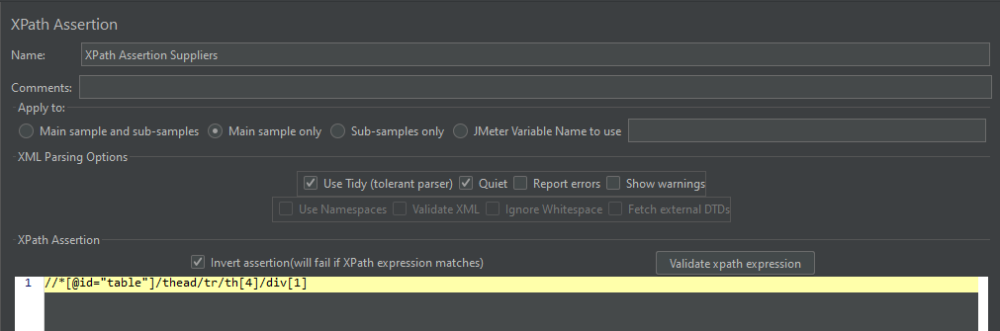 XPath Assertion
Name: XPath Assertion Suppliers
Comments:
Apply to:
Main sample and sub-samples Main sample only Sub-samples only JMeter Variable Name to use
XML Parsing Options
Use Tidy (tolerant parser) Quiet Report errors Show warnings
Use Namespaces Validate XML Ignore Whitespace Fetch external DTDs
XPath Assertion
Invert assertion(will fail if XPath expression matches) Validate xpath expression
1 //*[@id="table"]/thead/tr/th[4]/div[1]